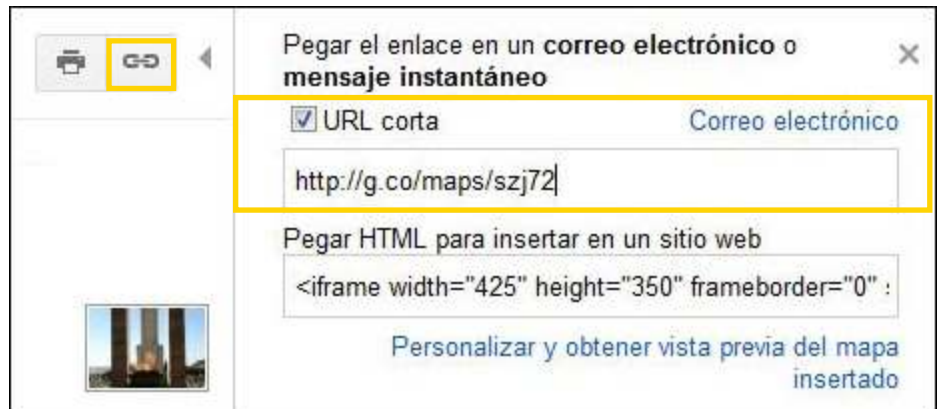 Pegar el enlace en un correo electrónico o
mensaje instantáneo
URL corta
Correo electrónico
http://g.co/maps/szj72
Pegar HTML para insertar en un sitio web
<iframe width="425" height="350" frameborder="0" s
Personalizar y obtener vista previa del mapa
insertado